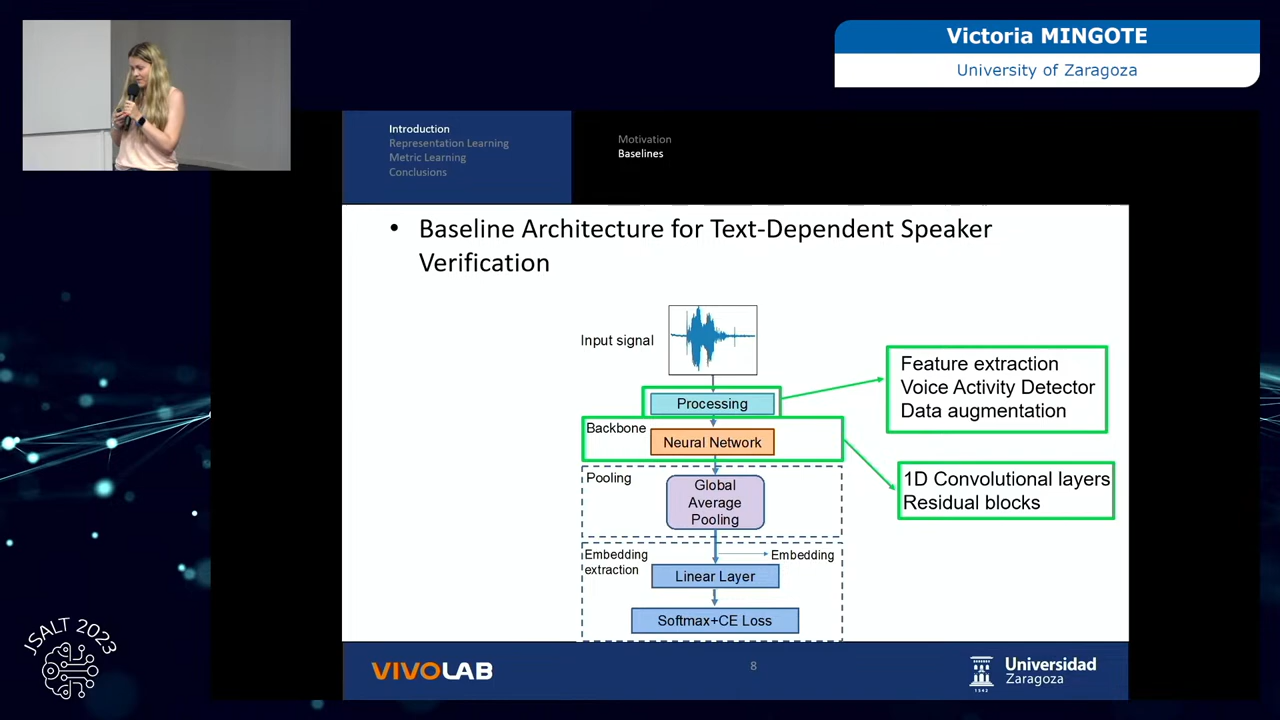 Victoria MINGOTE
University of Zaragoza
Introduction
Representation Learning
Metric Learning
Conclusions
Motivation
Baselines
• Baseline Architecture for Text-Dependent Speaker
Verification
Input signal
Processing
Feature extraction
Voice Activity Detector
Data augmentation
Backbone
Neural Network
1D Convolutional layers
Residual blocks
Pooling
Global
Average
Pooling
Embedding
extraction
Embedding
Linear Layer
Softmax+CE Loss
JSALT 2023
VIVOLAB
8
1542
Universidad
Zaragoza